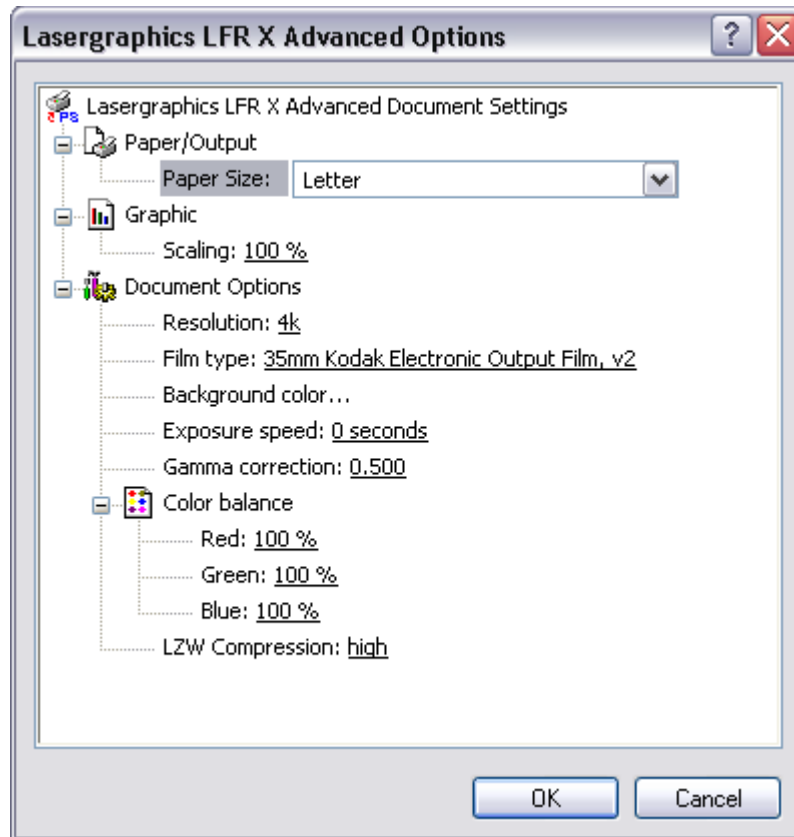 Lasergraphics LFR X Advanced Options
Lasergraphics LFR X Advanced Document Settings
Paper/Output
Paper Size: Letter
Graphic
Scaling: 100 %
Document Options
Resolution: 4k
Film type: 35mm Kodak Electronic Output Film, v2
Background color...
Exposure speed: 0 seconds
Gamma correction: 0.500
Color balance
Red: 100 %
Green: 100 %
Blue: 100 %
LZW Compression: high
OK Cancel